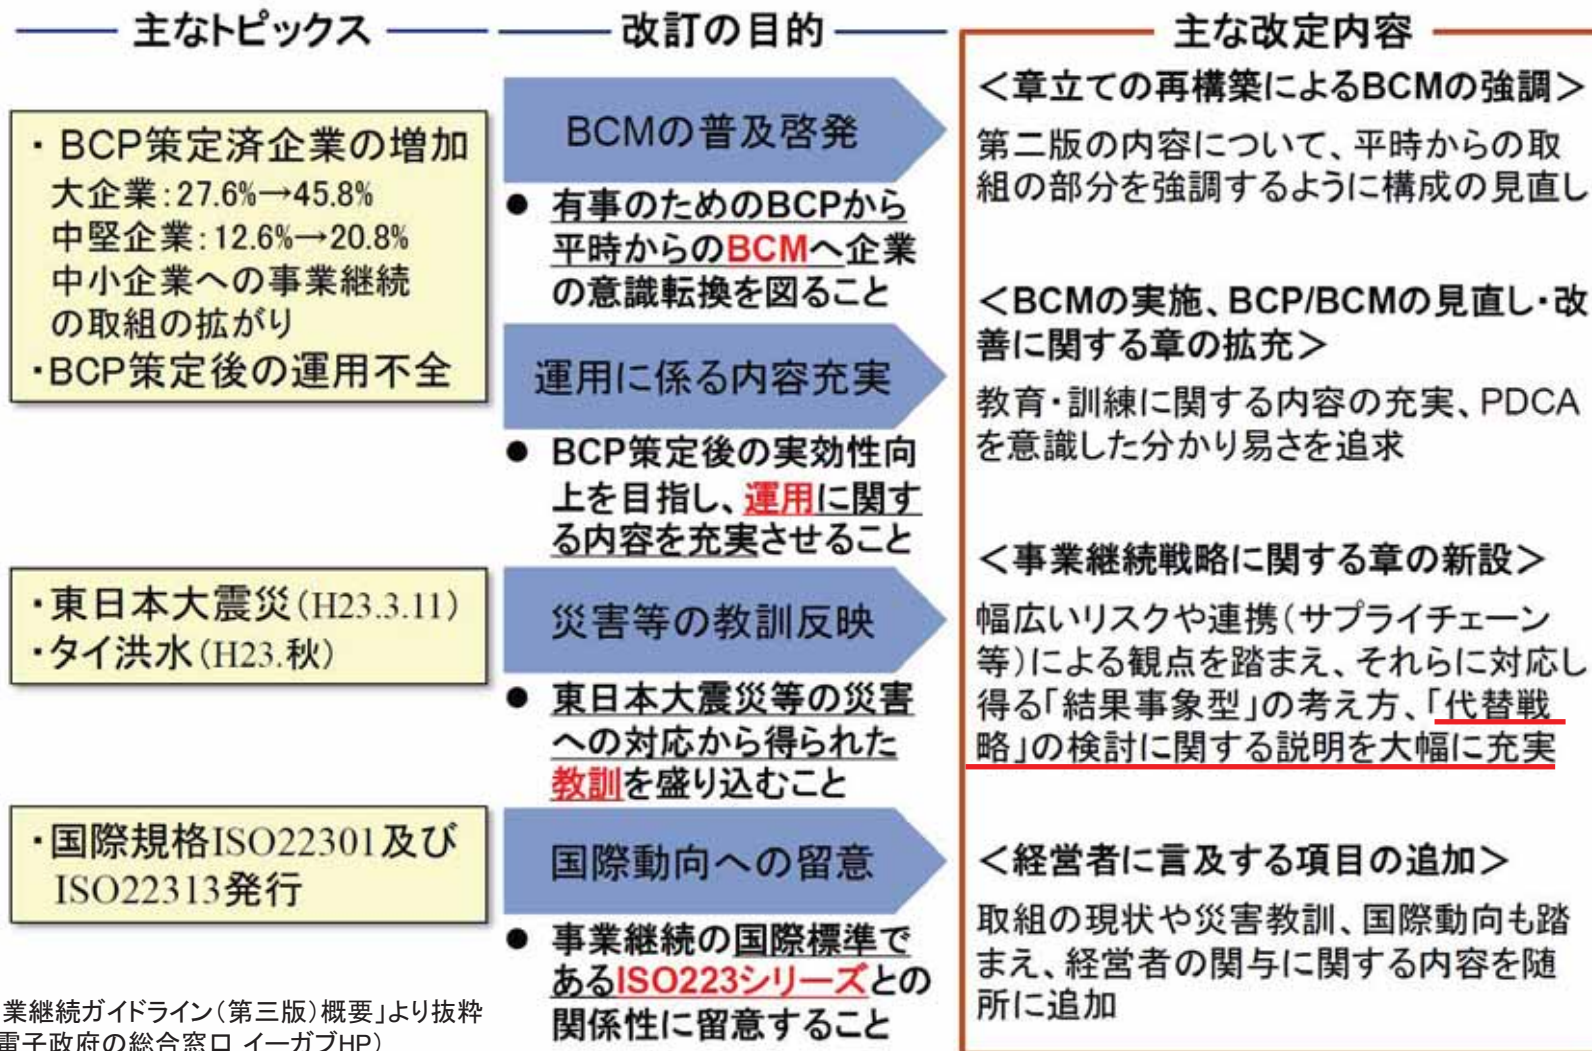 主なトピックス
・BCP策定済企業の増加
大企業：27.6%→45.8%
中堅企業：12.6%→20.8%
中小企業への事業継続
の取組の拡がり
・BCP策定後の運用不全
・東日本大震災（H23.3.11）
・タイ洪水（H23.秋）
・国際規格ISO22301及び
ISO22313発行
業継続ガイドライン（第三版）概要」より抜粋
電子政府の総合窓口 イーガブHP）
改訂の目的
BCMの普及啓発
● 有事のためのBCPから
平時からのBCMへ企業
の意識転換を図ること
運用に係る内容充実
● BCP策定後の実効性向
上を目指し、運用に関す
る内容を充実させること
災害等の教訓反映
● 東日本大震災等の災害
への対応から得られた
教訓を盛り込むこと
国際動向への留意
● 事業継続の国際標準で
あるISO223シリーズとの
関係性に留意すること
主な改定内容
＜章立ての再構築によるBCMの強調＞
第二版の内容について、平時からの取
組の部分を強調するように構成の見直し
＜BCMの実施、BCP/BCMの見直し・改
善に関する章の拡充＞
教育・訓練に関する内容の充実、PDCA
を意識した分かり易さを追求
＜事業継続戦略に関する章の新設＞
幅広いリスクや連携（サプライチェーン
等）による観点を踏まえ、それらに対応し
得る「結果事象型」の考え方、「代替戦
略」の検討に関する説明を大幅に充実
＜経営者に言及する項目の追加＞
取組の現状や災害教訓、国際動向も踏
まえ、経営者の関与に関する内容を随
所に追加